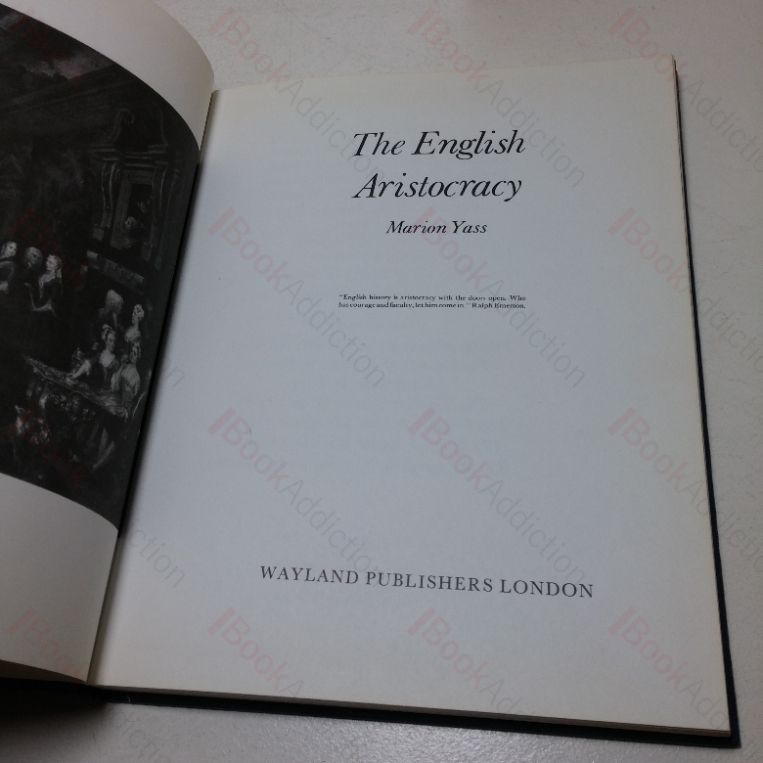 The English
Aristocracy
Marion Yass
"English history is aristocracy with the doors open. Who
has courage and faculty, let him come in." Ralph Emerson.
WAYLAND PUBLISHERS LONDON
BookAddiction